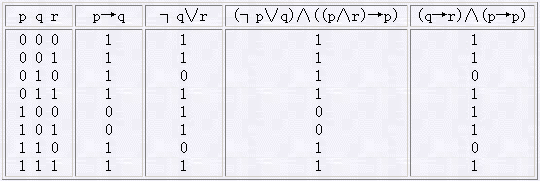 p q r p→q ┐q∨r (┐p∨q)∧((p∧r)→p) (q→r)∧(p→p)
0 0 0 1 1 1 1
0 0 1 1 1 1 1
0 1 0 1 0 1 0
0 1 1 1 1 1 1
1 0 0 0 1 0 1
1 0 1 0 1 0 1
1 1 0 1 0 1 0
1 1 1 1 1 1 1